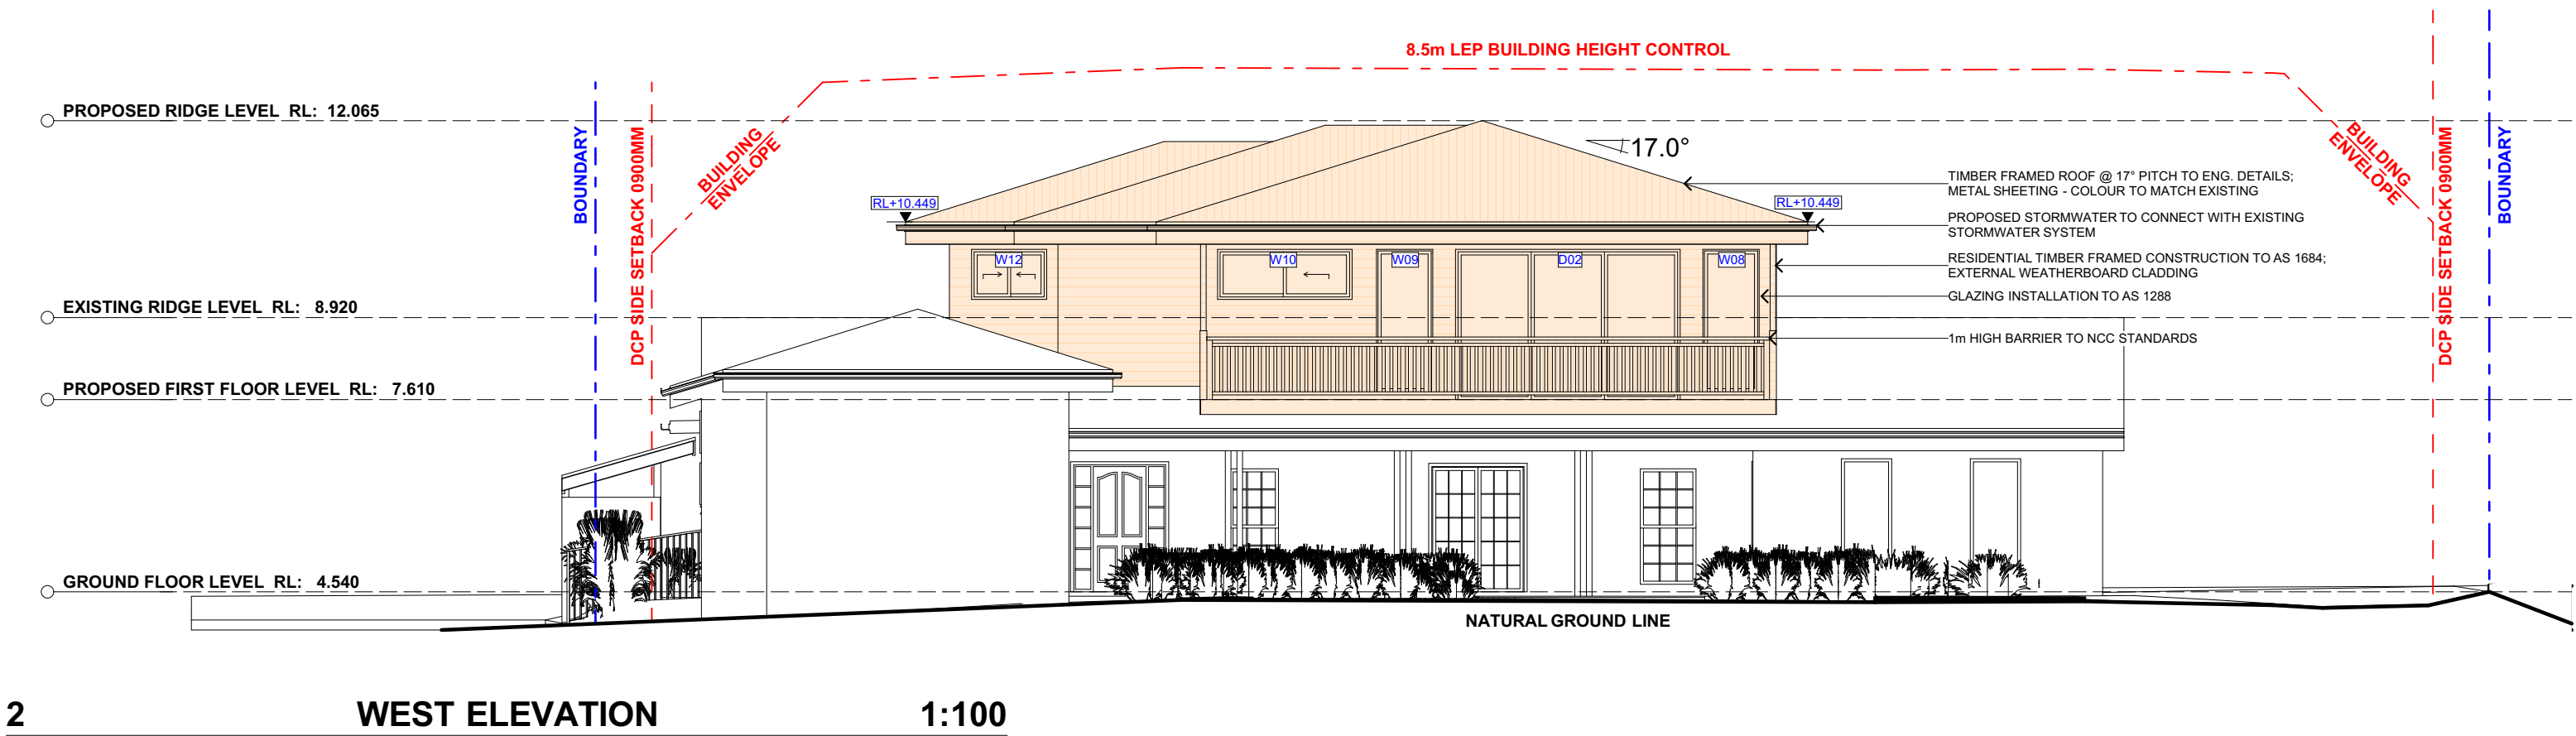 8.5m LEP BUILDING HEIGHT CONTROL
PROPOSED RIDGE LEVEL RL: 12.065
BOUNDARY
DCP SIDE SETBACK 0900MM
BUILDING
ENVELOPE
17.0°
BUILDING
ENVELOPE
DCP SIDE SETBACK 0900MM
BOUNDARY
TIMBER FRAMED ROOF @ 17° PITCH TO ENG. DETAILS;
METAL SHEETING - COLOUR TO MATCH EXISTING
RL+10.449
RL+10.449
PROPOSED STORMWATER TO CONNECT WITH EXISTING
STORMWATER SYSTEM
W12
W10
W09
D02
W08
RESIDENTIAL TIMBER FRAMED CONSTRUCTION TO AS 1684;
EXTERNAL WEATHERBOARD CLADDING
GLAZING INSTALLATION TO AS 1288
EXISTING RIDGE LEVEL RL: 8.920
1m HIGH BARRIER TO NCC STANDARDS
PROPOSED FIRST FLOOR LEVEL RL: 7.610
GROUND FLOOR LEVEL RL: 4.540
NATURAL GROUND LINE
2 WEST ELEVATION 1:100